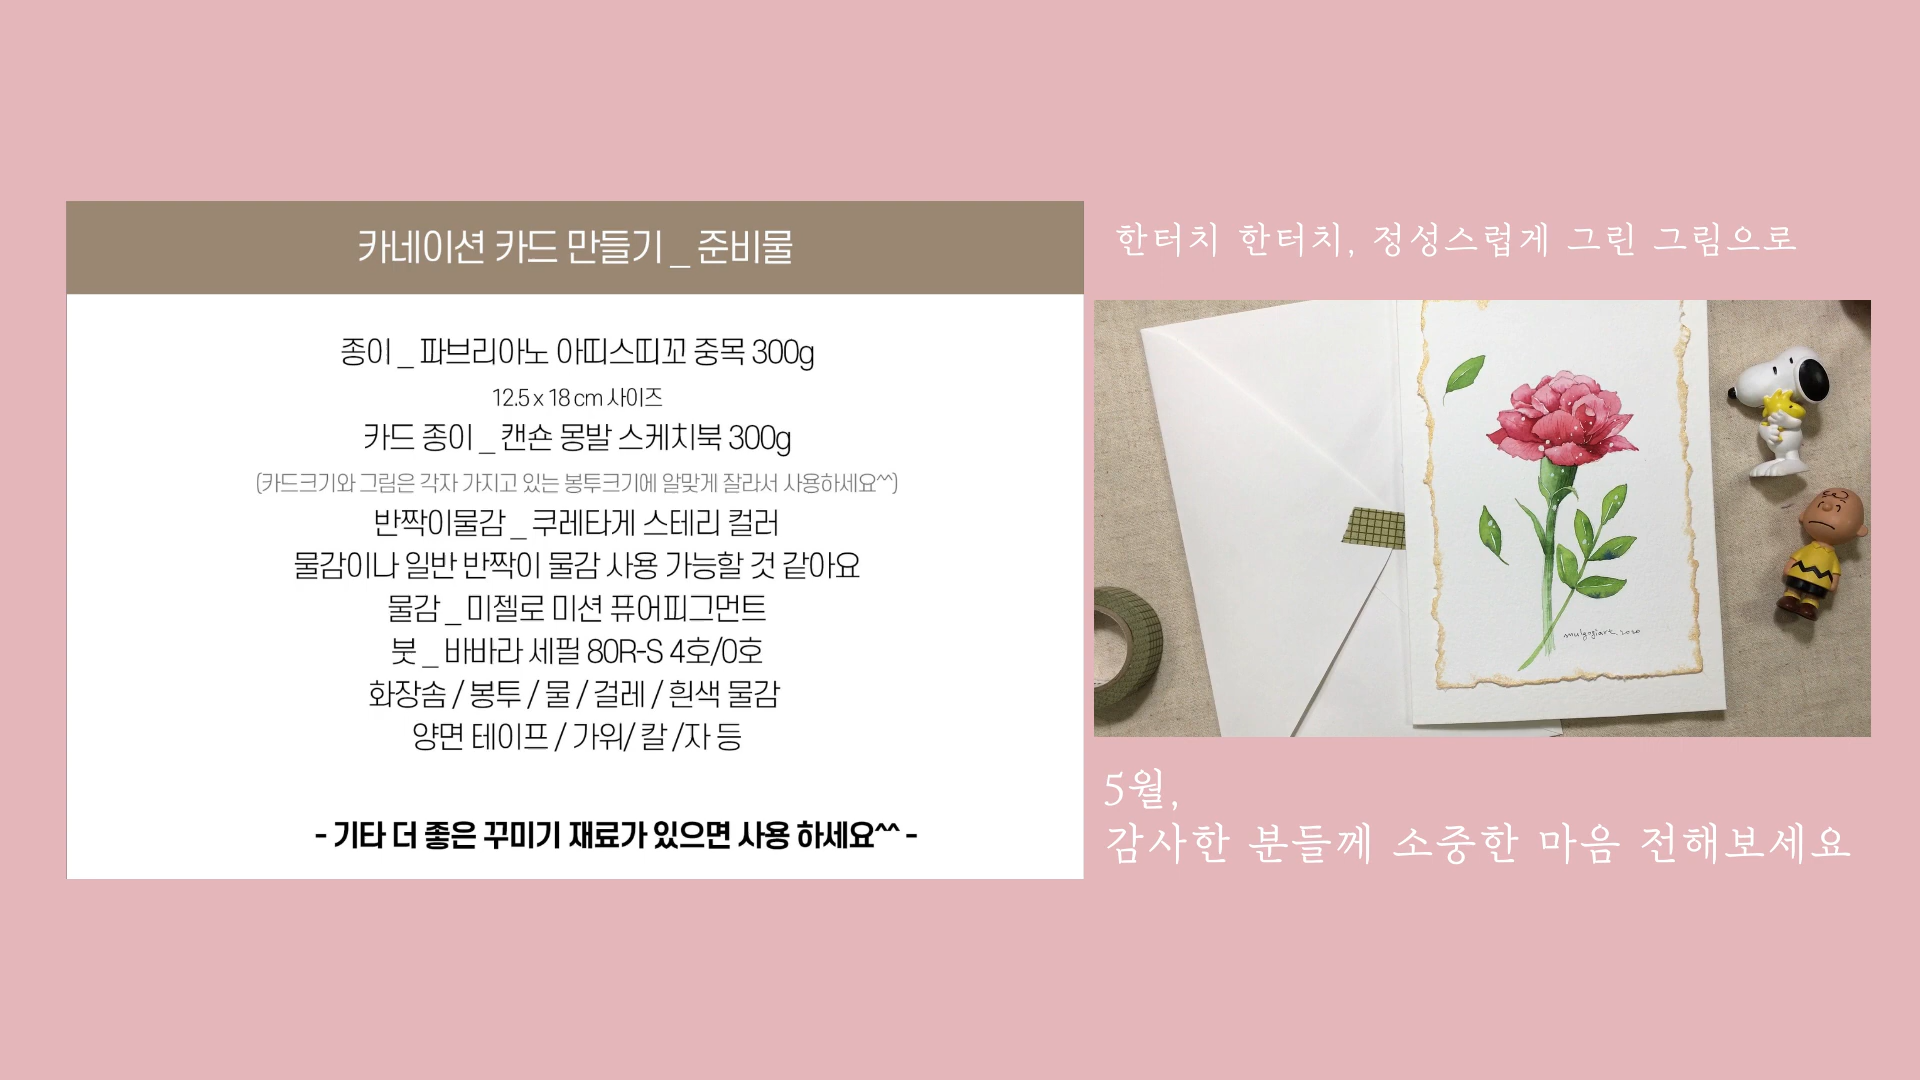 카네이션 카드 만들기 _ 준비물
종이 _ 파브리아노 아띠스띠꼬 중목 300g
12.5 x 18 cm 사이즈
카드 종이 _ 캔숀 몽발 스케치북 300g
(카드크기와 그림은 각자 가지고 있는 봉투크기에 알맞게 잘라서 사용하세요^^)
반짝이물감 _ 쿠레타게 스테리 컬러
물감이나 일반 반짝이 물감 사용 가능할 것 같아요
물감 _ 미젤로 미션 퓨어피그먼트
붓 _ 바바라 세필 80R-S 4호/0호
화장솜 / 봉투 / 물 / 걸레 / 흰색 물감
양면 테이프 / 가위/ 칼 /자 등
- 기타 더 좋은 꾸미기 재료가 있으면 사용 하세요^^ -
한터치 한터치, 정성스럽게 그린 그림으로
mulgogiart. 2020
5월,
감사한 분들께 소중한 마음 전해보세요